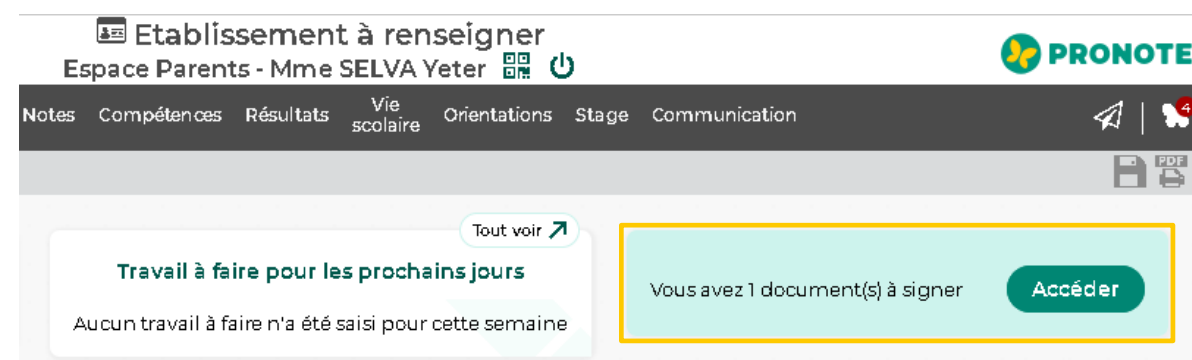 Etablissement à renseigner
Espace Parents - Mme SELVA Yeter
PRONOTE
Notes Compétences Résultats Vie scolaire Orientations Stage Communication
4
PDF
Tout voir
Travail à faire pour les prochains jours
Aucun travail à faire n'a été saisi pour cette semaine
Vous avez 1 document(s) à signer
Accéder